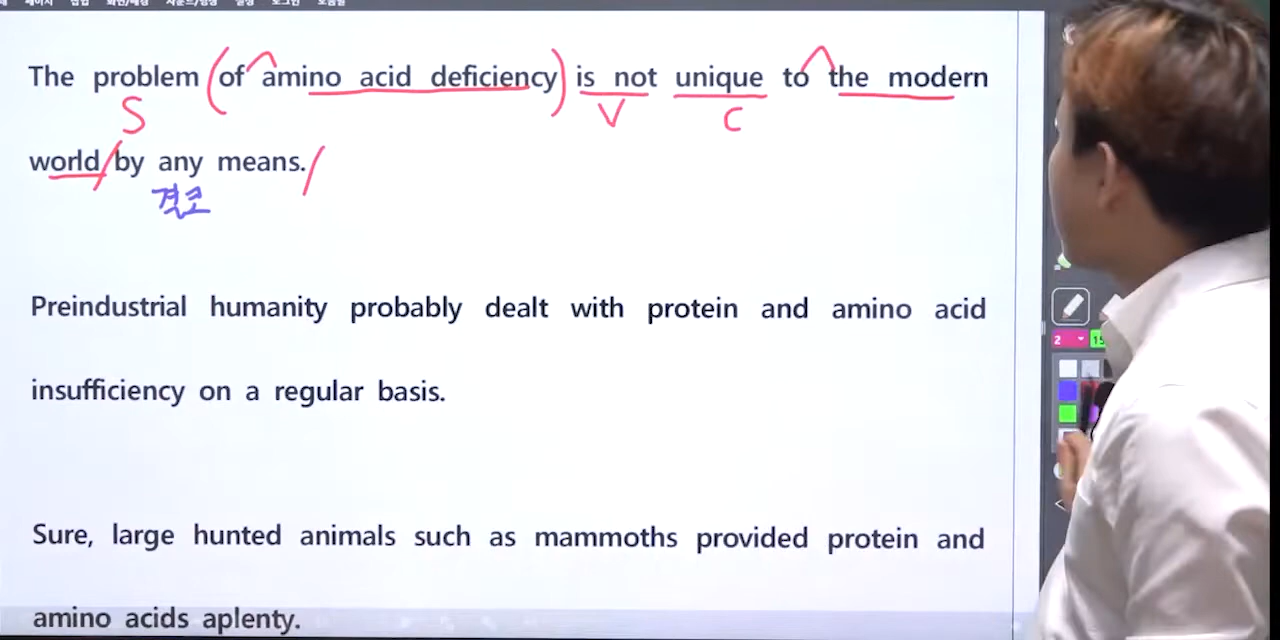 The problem (of amino acid deficiency) is not unique to the modern
S V C
world/by any means./
결코
Preindustrial humanity probably dealt with protein and amino acid
insufficiency on a regular basis.
2
Sure, large hunted animals such as mammoths provided protein and
amino acids aplenty.